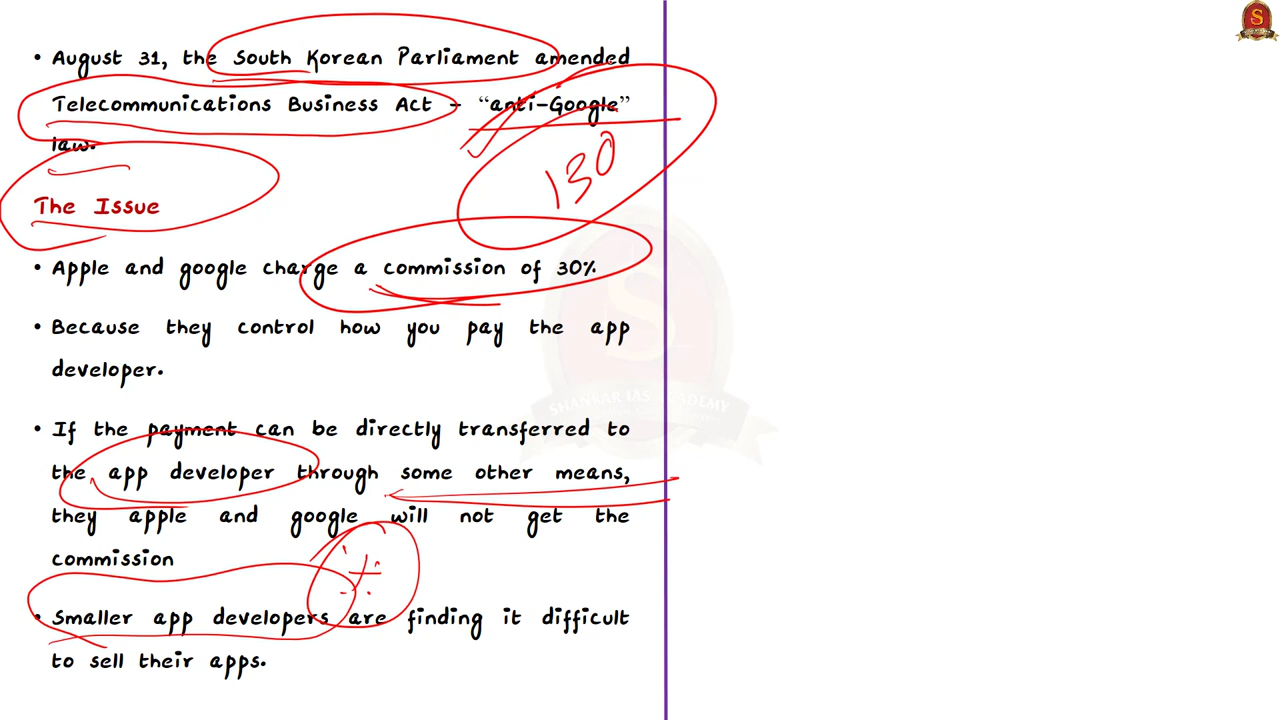 • August 31, the South Korean Parliament amended
Telecommunications Business Act - “anti-Google”
law.
130
The Issue
• Apple and google charge a commission of 30%.
• Because they control how you pay the app
developer.
• If the payment can be directly transferred to
the app developer through some other means,
they apple and google will not get the
commission
• Smaller app developers are finding it difficult
to sell their apps.
S
SHANKAR IAS ACADEMY